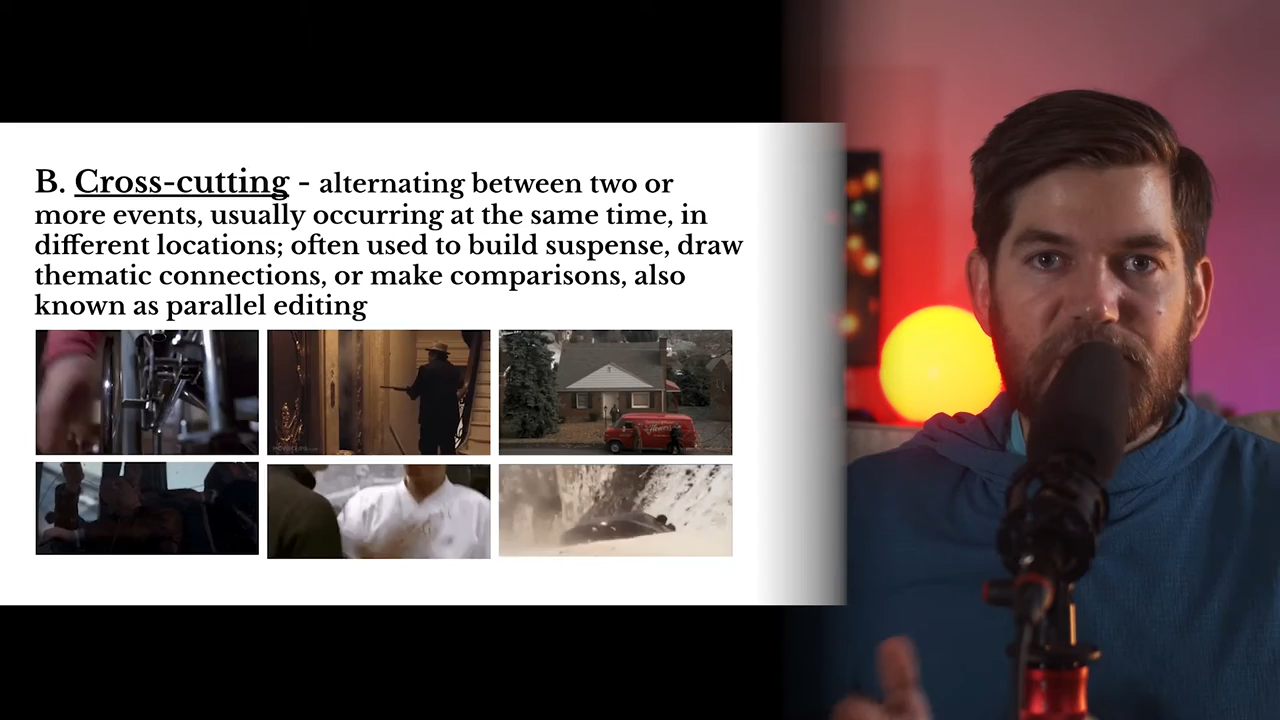 B. Cross-cutting - alternating between two or
more events, usually occurring at the same time, in
different locations; often used to build suspense, draw
thematic connections, or make comparisons, also
known as parallel editing